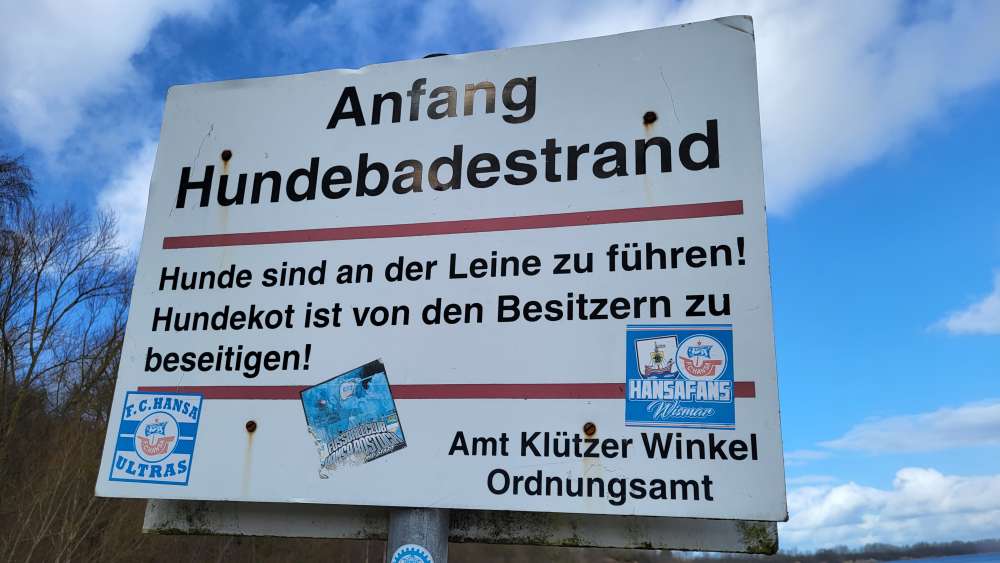 Anfang
Hundebadestrand
Hunde sind an der Leine zu führen!
Hundekot ist von den Besitzern zu
beseitigen!
HANSAFANS
Wismar
F.C. HANSA
ULTRAS
Amt Klützer Winkel
Ordnungsamt